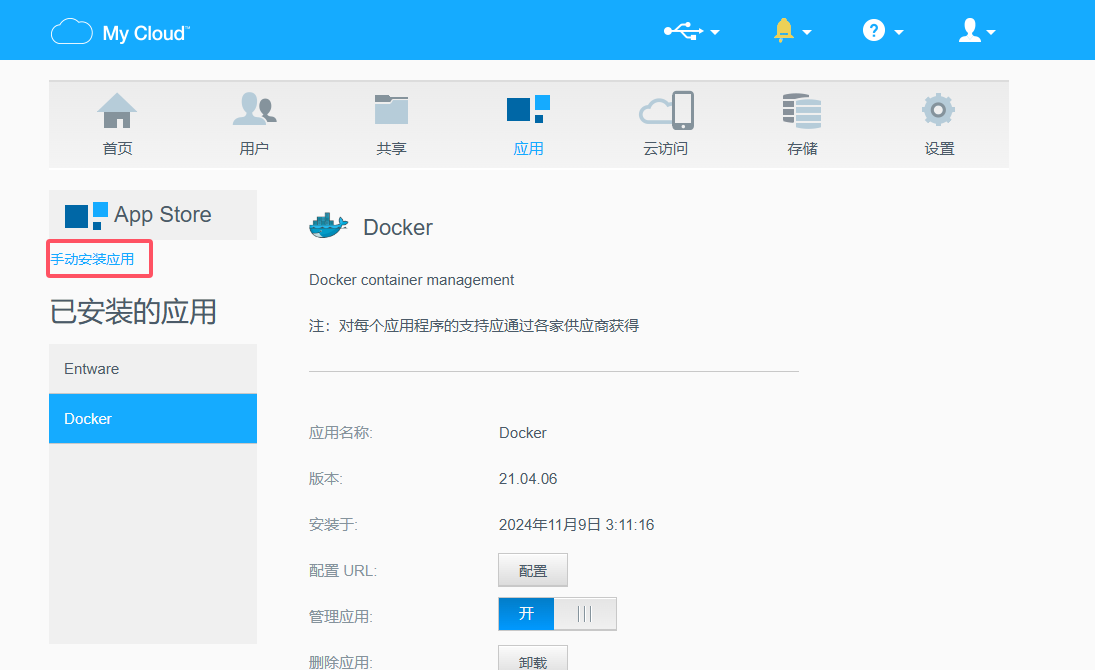 My Cloud™
首页
用户
共享
应用
云访问
存储
设置
App Store
手动安装应用
已安装的应用
Entware
Docker
Docker
Docker container management
注：对每个应用程序的支持应通过各家供应商获得
应用名称: Docker
版本: 21.04.06
安装于: 2024年11月9日 3:11:16
配置 URL: 配置
管理应用: 开
删除应用: 卸载